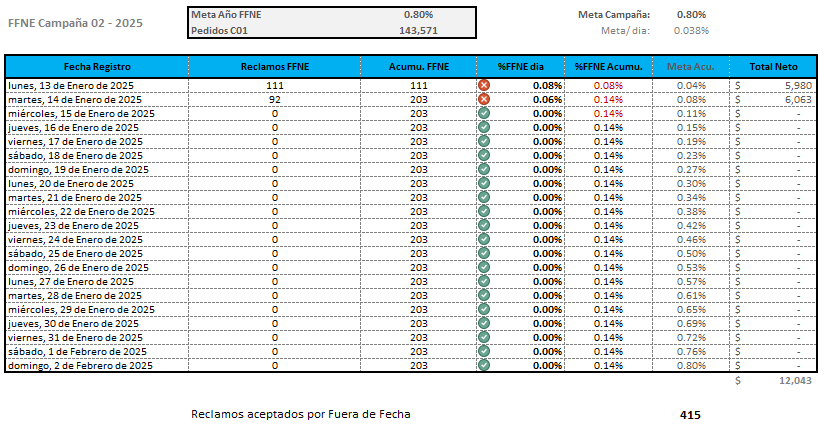 FFNE Campaña 02 - 2025
Meta Año FFNE 0.80% Meta Campaña: 0.80%
Pedidos C01 143,571 Meta/ dia: 0.038%
Fecha Registro Reclamos FFNE Acumu. FFNE %FFNE dia %FFNE Acumu. Meta Acu. Total Neto
lunes, 13 de Enero de 2025 111 111 0.08% 0.08% 0.04% $ 5,980
martes, 14 de Enero de 2025 92 203 0.06% 0.14% 0.08% $ 6,063
miércoles, 15 de Enero de 2025 0 203 0.00% 0.14% 0.11% $ -
jueves, 16 de Enero de 2025 0 203 0.00% 0.14% 0.15% $ -
viernes, 17 de Enero de 2025 0 203 0.00% 0.14% 0.19% $ -
sábado, 18 de Enero de 2025 0 203 0.00% 0.14% 0.23% $ -
domingo, 19 de Enero de 2025 0 203 0.00% 0.14% 0.27% $ -
lunes, 20 de Enero de 2025 0 203 0.00% 0.14% 0.30% $ -
martes, 21 de Enero de 2025 0 203 0.00% 0.14% 0.34% $ -
miércoles, 22 de Enero de 2025 0 203 0.00% 0.14% 0.38% $ -
jueves, 23 de Enero de 2025 0 203 0.00% 0.14% 0.42% $ -
viernes, 24 de Enero de 2025 0 203 0.00% 0.14% 0.46% $ -
sábado, 25 de Enero de 2025 0 203 0.00% 0.14% 0.50% $ -
domingo, 26 de Enero de 2025 0 203 0.00% 0.14% 0.53% $ -
lunes, 27 de Enero de 2025 0 203 0.00% 0.14% 0.57% $ -
martes, 28 de Enero de 2025 0 203 0.00% 0.14% 0.61% $ -
miércoles, 29 de Enero de 2025 0 203 0.00% 0.14% 0.65% $ -
jueves, 30 de Enero de 2025 0 203 0.00% 0.14% 0.69% $ -
viernes, 31 de Enero de 2025 0 203 0.00% 0.14% 0.72% $ -
sábado, 1 de Febrero de 2025 0 203 0.00% 0.14% 0.76% $ -
domingo, 2 de Febrero de 2025 0 203 0.00% 0.14% 0.80% $ -
$ 12,043
Reclamos aceptados por Fuera de Fecha 415